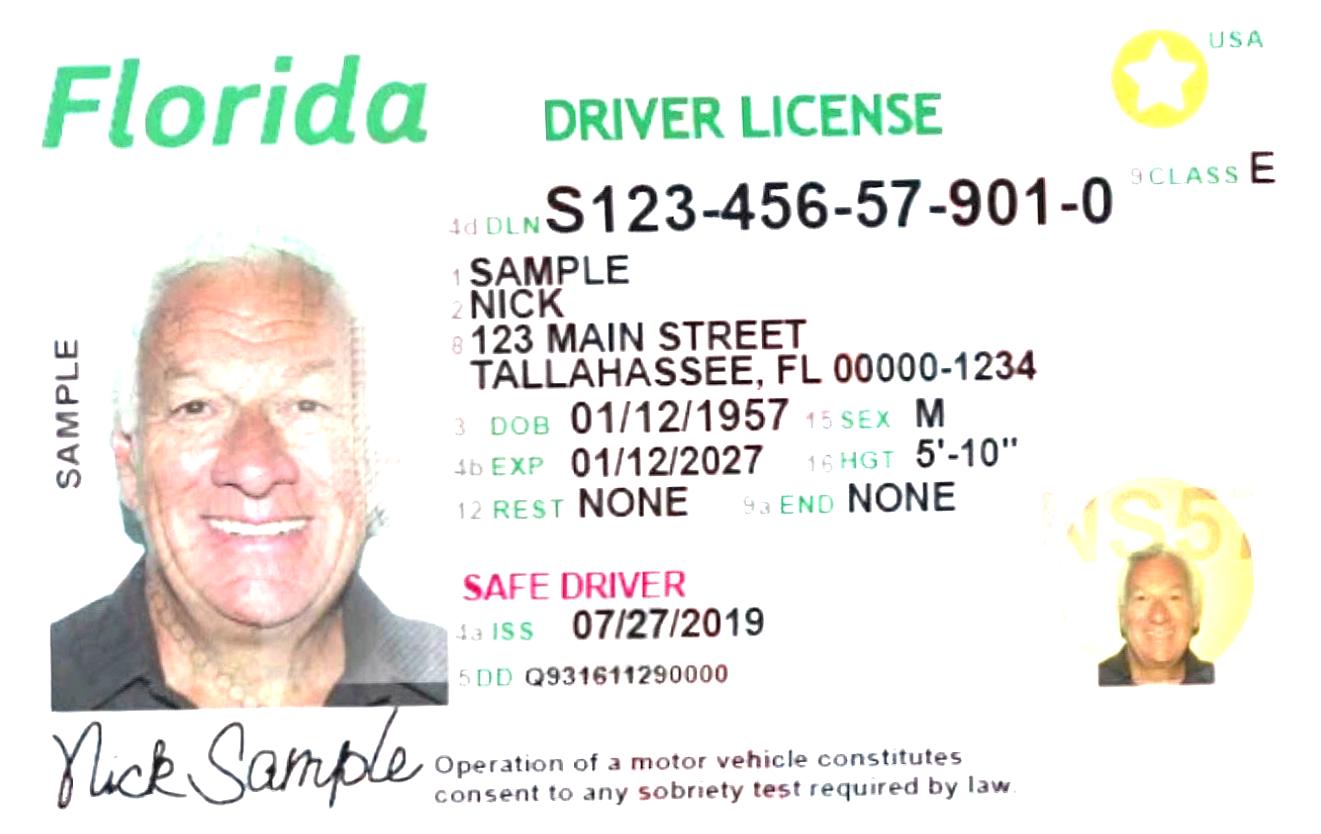 Florida
DRIVER LICENSE
USA
9 CLASS E
4d DLN S123-456-57-901-0
1 SAMPLE
2 NICK
8 123 MAIN STREET
TALLAHASSEE, FL 00000-1234
3 DOB 01/12/1957 15 SEX M
4b EXP 01/12/2027 16 HGT 5'-10"
12 REST NONE 9a END NONE
SAFE DRIVER
4a ISS 07/27/2019
5 DD Q931611290000
SAMPLE
Nick Sample
Operation of a motor vehicle constitutes
consent to any sobriety test required by law.